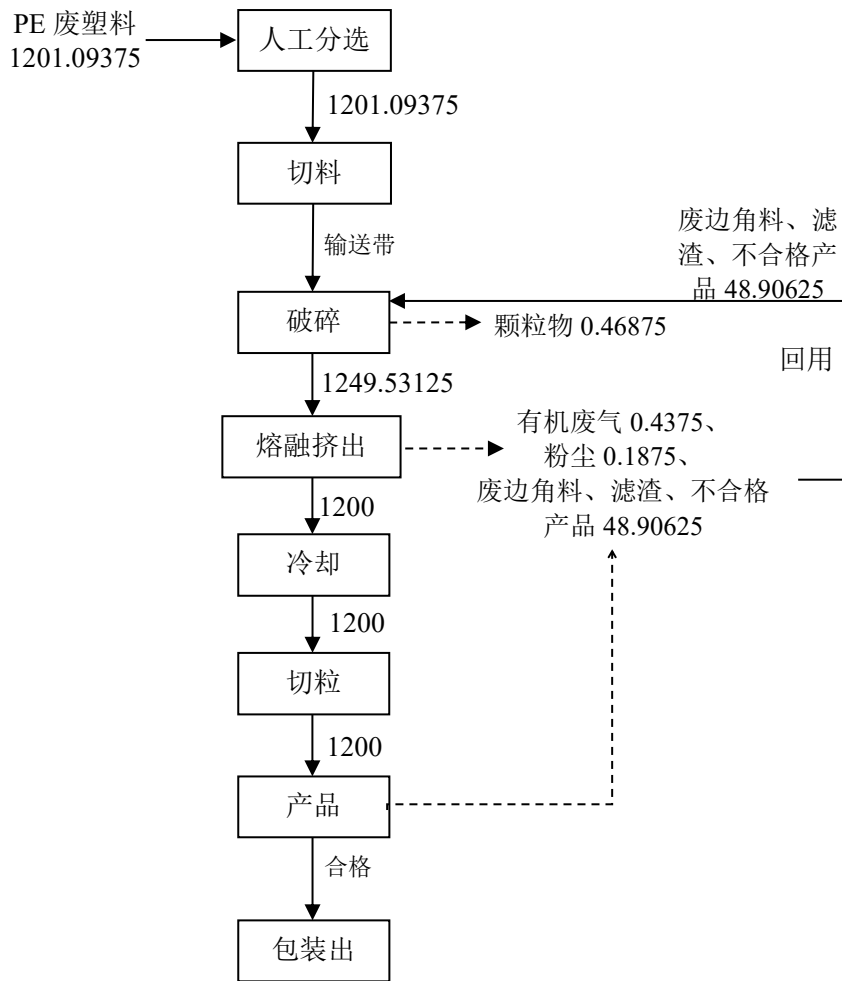 PE 废塑料
1201.09375
人工分选
1201.09375
切料
输送带
废边角料、滤
渣、不合格产
品 48.90625
破碎
颗粒物 0.46875
回用
1249.53125
熔融挤出
有机废气 0.4375、
粉尘 0.1875、
废边角料、滤渣、不合格
产品 48.90625
1200
冷却
1200
切粒
1200
产品
合格
包装出